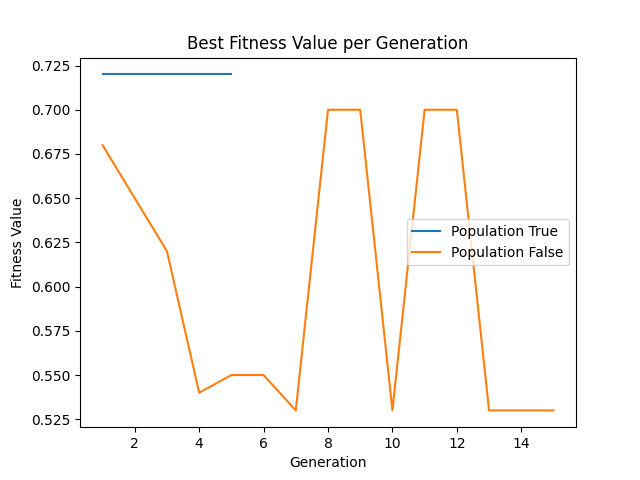 Best Fitness Value per Generation
0.725
0.700
0.675
0.650
0.625
0.600
0.575
0.550
0.525
Fitness Value
Population True
Population False
2 4 6 8 10 12 14
Generation